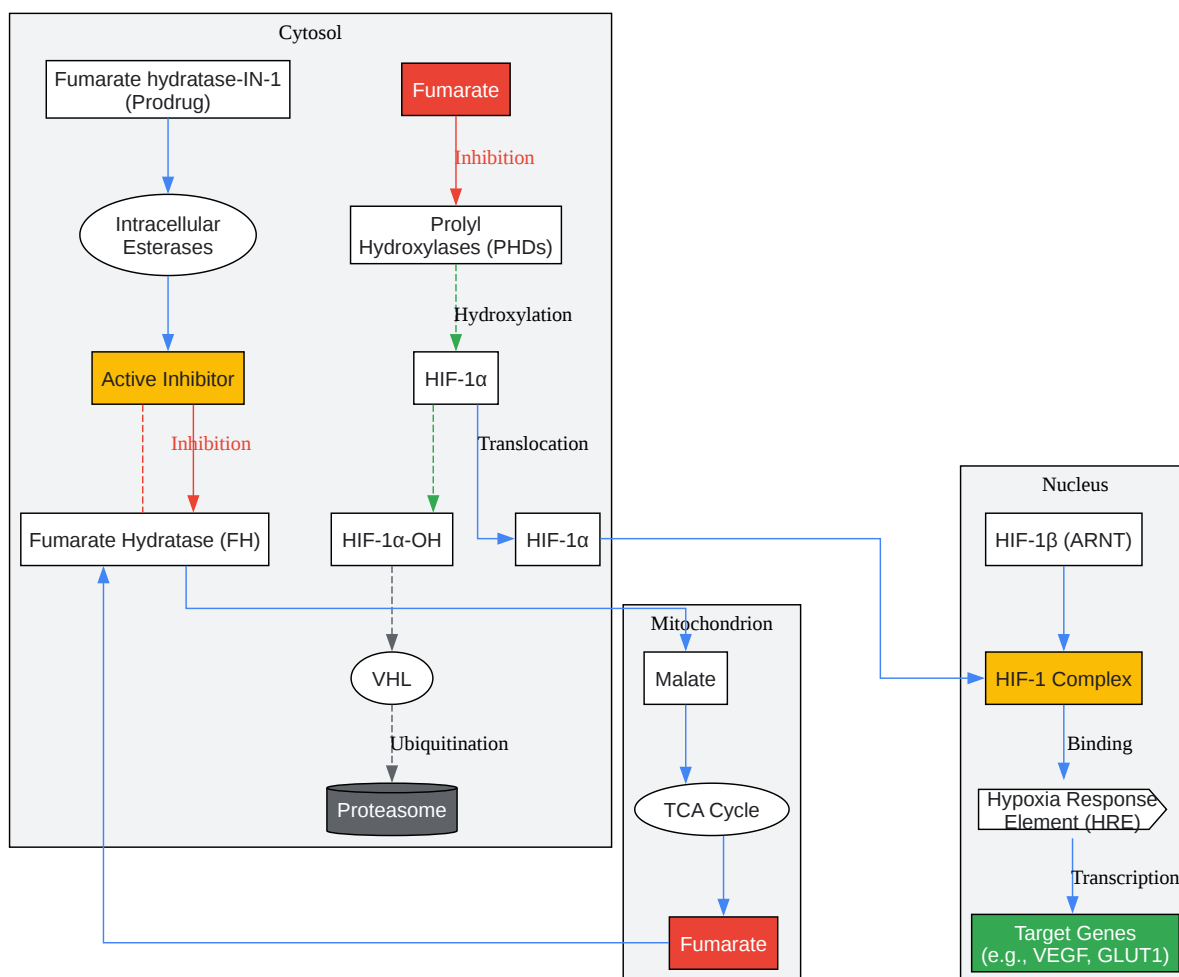 Cytosol
Fumarate hydratase-IN-1
(Prodrug)
Fumarate
Inhibition
Intracellular
Esterases
Prolyl
Hydroxylases (PHDs)
Hydroxylation
Active Inhibitor
HIF-1α
Inhibition
Translocation
Fumarate Hydratase (FH)
HIF-1α-OH
HIF-1α
VHL
Ubiquitination
Proteasome
Mitochondrion
Malate
TCA Cycle
Fumarate
Nucleus
HIF-1β (ARNT)
HIF-1 Complex
Binding
Hypoxia Response
Element (HRE)
Transcription
Target Genes
(e.g., VEGF, GLUT1)